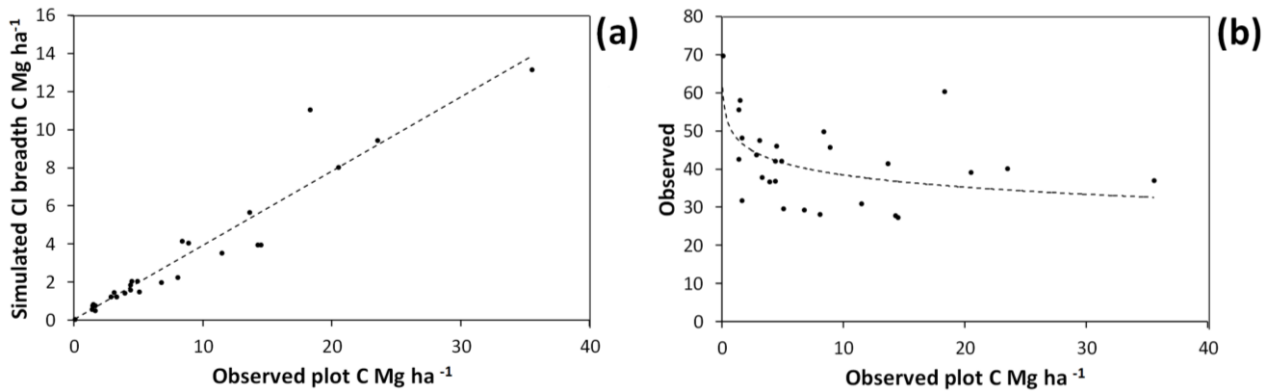 (a)
Simulated CI breadth C Mg ha⁻¹
16
14
12
10
8
6
4
2
0
0 10 20 30 40
Observed plot C Mg ha ⁻¹
(b)
Observed
80
70
60
50
40
30
20
10
0
0 10 20 30 40
Observed plot C Mg ha ⁻¹